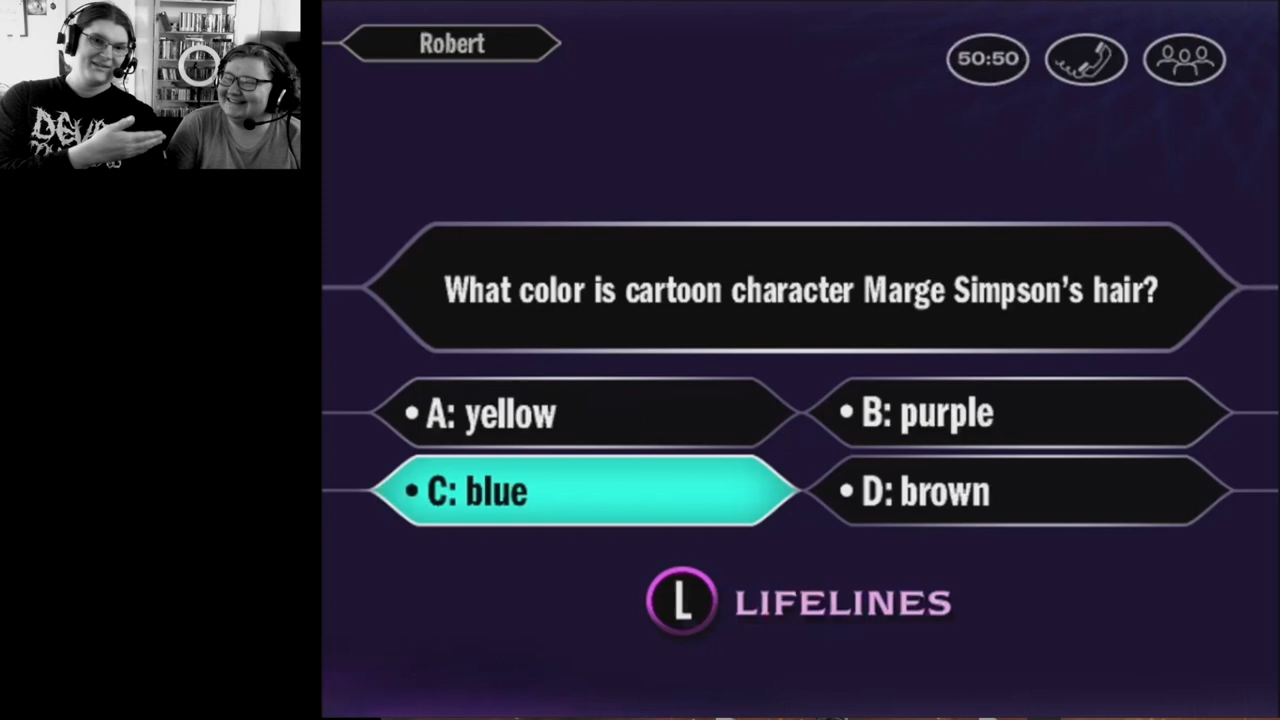 Robert
50:50
What color is cartoon character Marge Simpson's hair?
• A: yellow
• B: purple
• C: blue
• D: brown
L LIFELINES